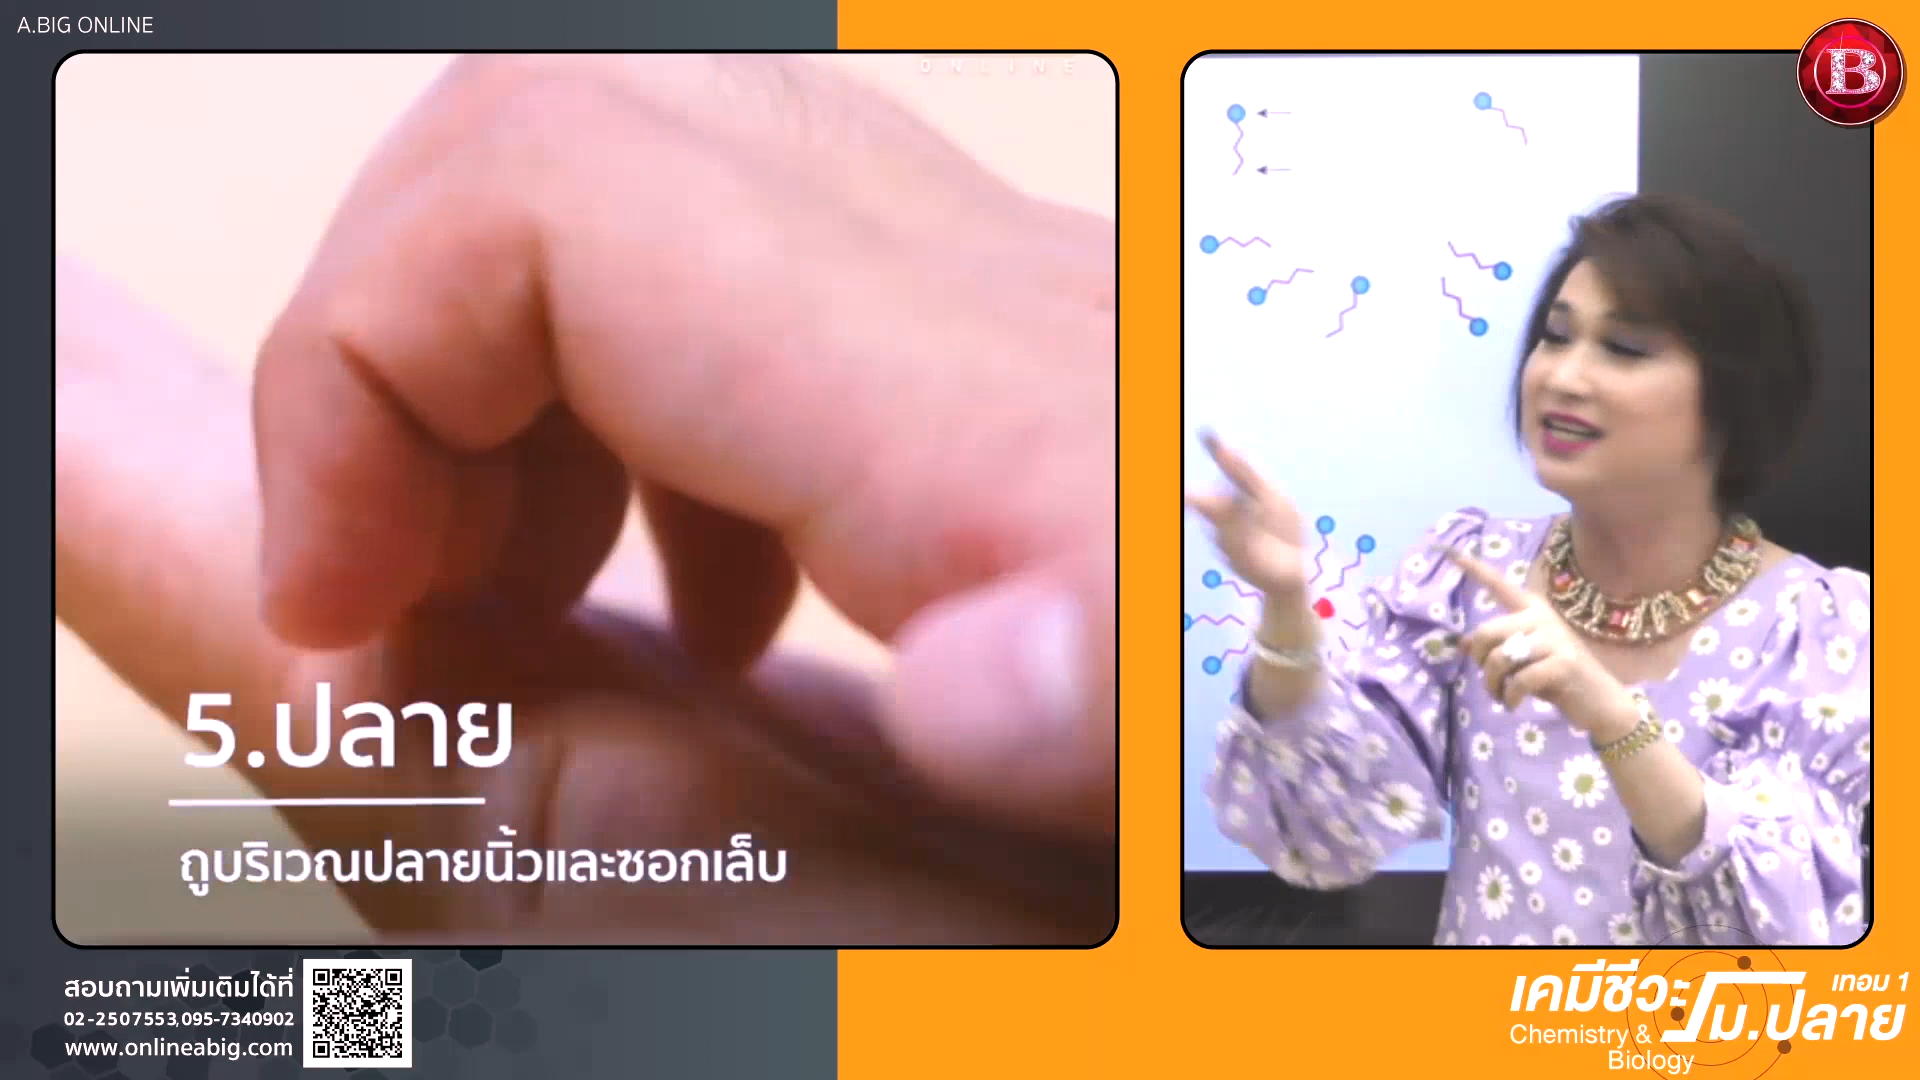 A.BIG ONLINE
ONLINE
B
5.ปลาย
ถูบริเวณปลายนิ้วและซอกเล็บ
สอบถามเพิ่มเติมได้ที่
02-2507553,095-7340902
www.onlineabig.com
เคมีชีวะ ม.ปลาย เทอม 1
Chemistry &
Biology